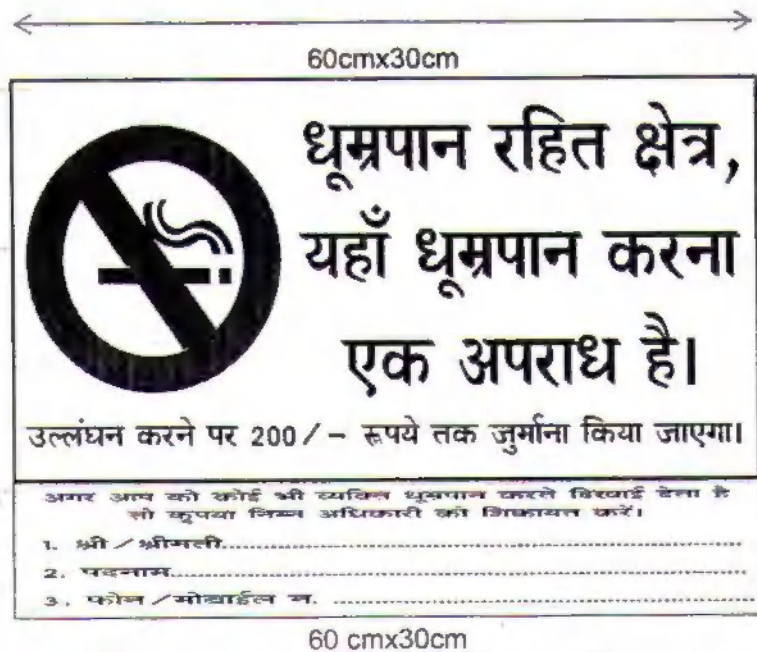 60cmx30cm
धूम्रपान रहित क्षेत्र,
यहाँ धूम्रपान करना
एक अपराध है।
उल्लंघन करने पर 200/- रूपये तक जुर्माना किया जाएगा।
अगर आप को कोई भी व्यक्ति धूम्रपान करते दिखाई देता है
तो कृपया निम्न अधिकारी को शिकायत करें।
1. श्री/श्रीमती..............................................................
2. पदनाम..............................................................
3. फोन/मोबाईल न. ..............................................................
60 cmx30cm